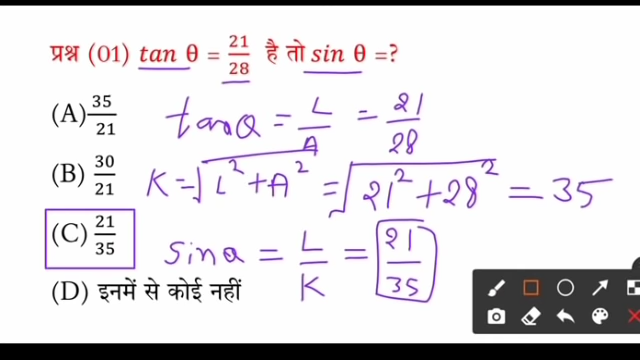 प्रश्न (01) tan θ = 21/28 है तो sin θ =?
(A) 35/21
tanθ = L/A = 21/28
(B) 30/21
K = √L² + A² = √21² + 28² = 35
(C) 21/35
sinα = L/K = 21/35
(D) इनमें से कोई नहीं